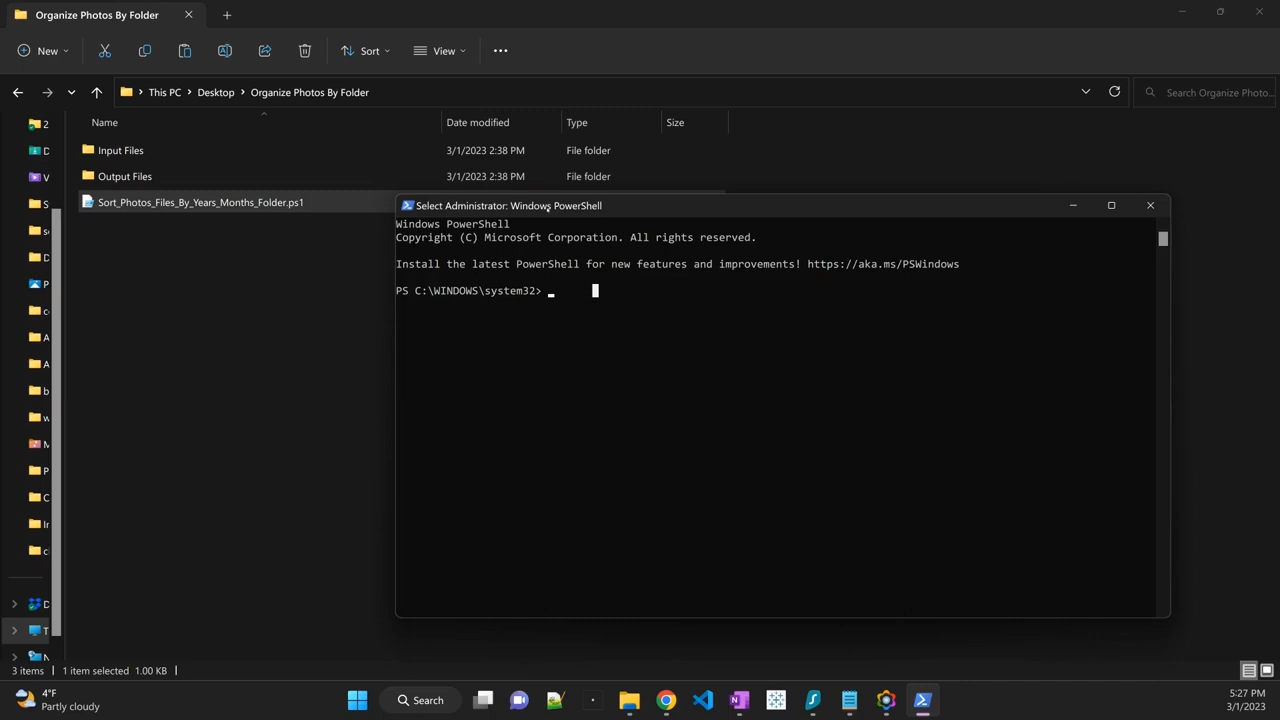 Organize Photos By Folder
New
Sort
View
This PC
Desktop
Organize Photos By Folder
Search Organize Photo...
Name
Date modified
Type
Size
2
D
Input Files
3/1/2023 2:38 PM
File folder
V
Output Files
3/1/2023 2:38 PM
File folder
S
Sort_Photos_Files_By_Years_Months_Folder.ps1
Select Administrator: Windows PowerShell
Windows PowerShell
Copyright (C) Microsoft Corporation. All rights reserved.
Install the latest PowerShell for new features and improvements! https://aka.ms/PSWindows
PS C:\WINDOWS\system32>
se
D
P
A
A
b
w
P
C
In
D
T
3 items
1 item selected
1.00 KB
4°F
Partly cloudy
Search
5:27 PM
3/1/2023